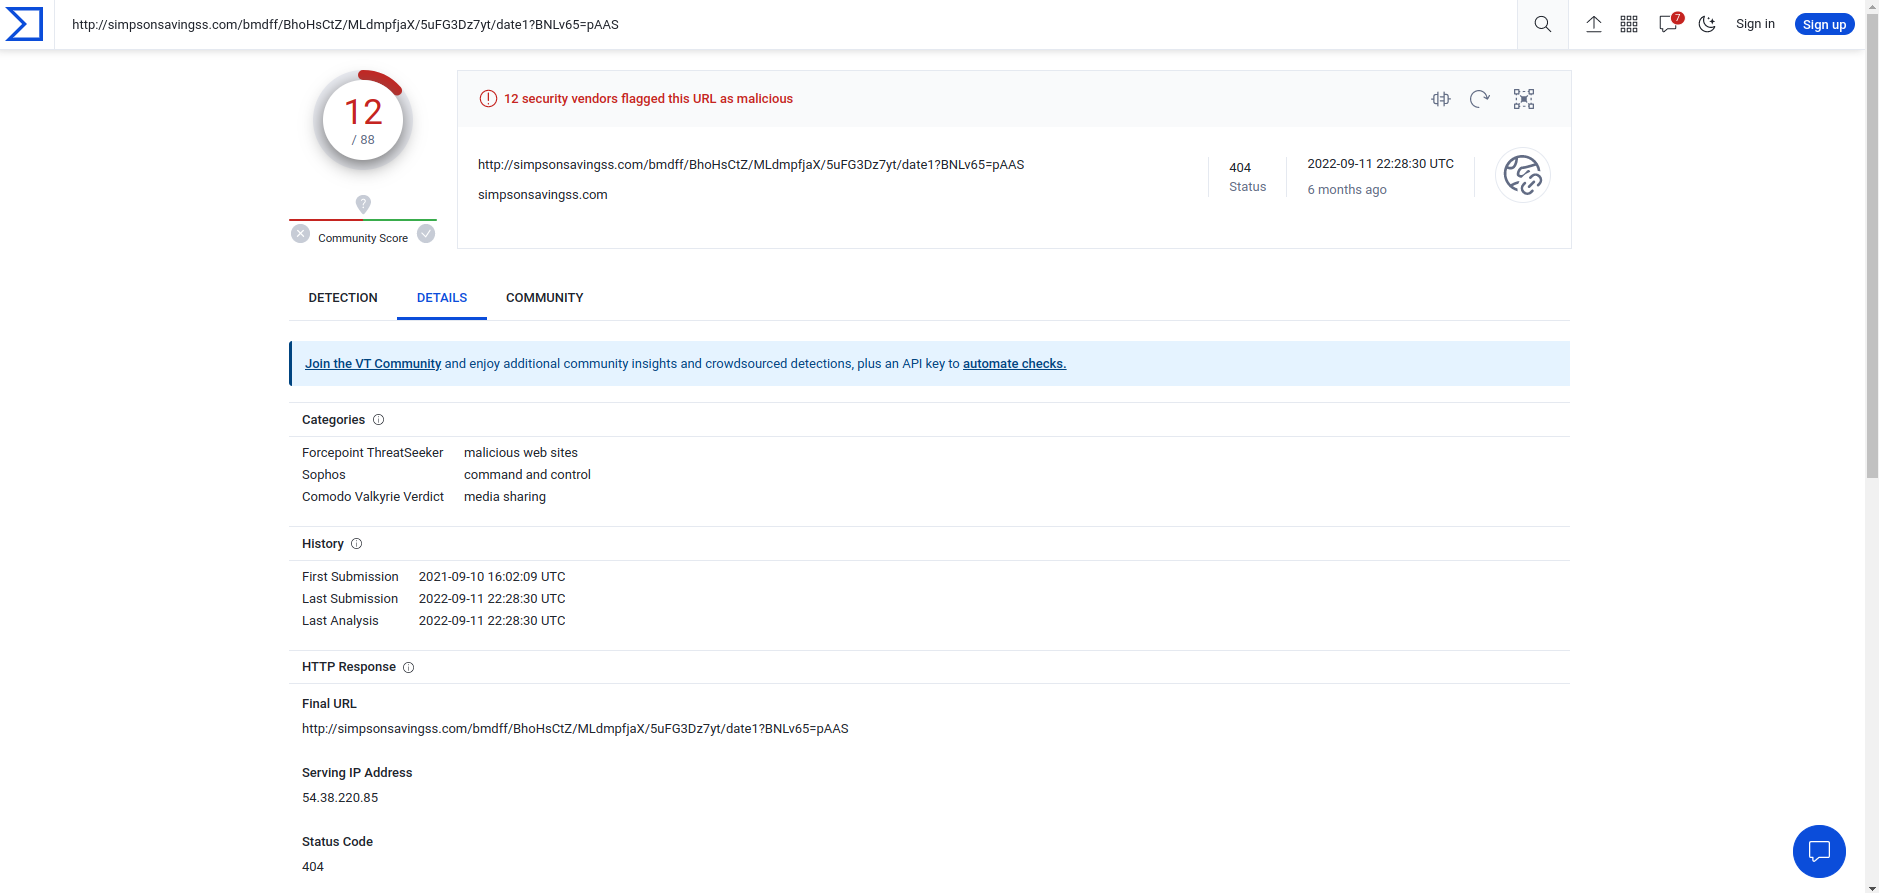 http://simpsonsavingss.com/bmdff/BhoHsCtZ/MLdmpfjaX/5uFG3Dz7yt/date1?BNLv65=pAAS
7
Sign in
Sign up
12
/ 88
?
Community Score
12 security vendors flagged this URL as malicious
http://simpsonsavingss.com/bmdff/BhoHsCtZ/MLdmpfjaX/5uFG3Dz7yt/date1?BNLv65=pAAS
simpsonsavingss.com
404
Status
2022-09-11 22:28:30 UTC
6 months ago
DETECTION
DETAILS
COMMUNITY
Join the VT Community and enjoy additional community insights and crowdsourced detections, plus an API key to automate checks.
Categories
Forcepoint ThreatSeeker malicious web sites
Sophos command and control
Comodo Valkyrie Verdict media sharing
History
First Submission 2021-09-10 16:02:09 UTC
Last Submission 2022-09-11 22:28:30 UTC
Last Analysis 2022-09-11 22:28:30 UTC
HTTP Response
Final URL
http://simpsonsavingss.com/bmdff/BhoHsCtZ/MLdmpfjaX/5uFG3Dz7yt/date1?BNLv65=pAAS
Serving IP Address
54.38.220.85
Status Code
404